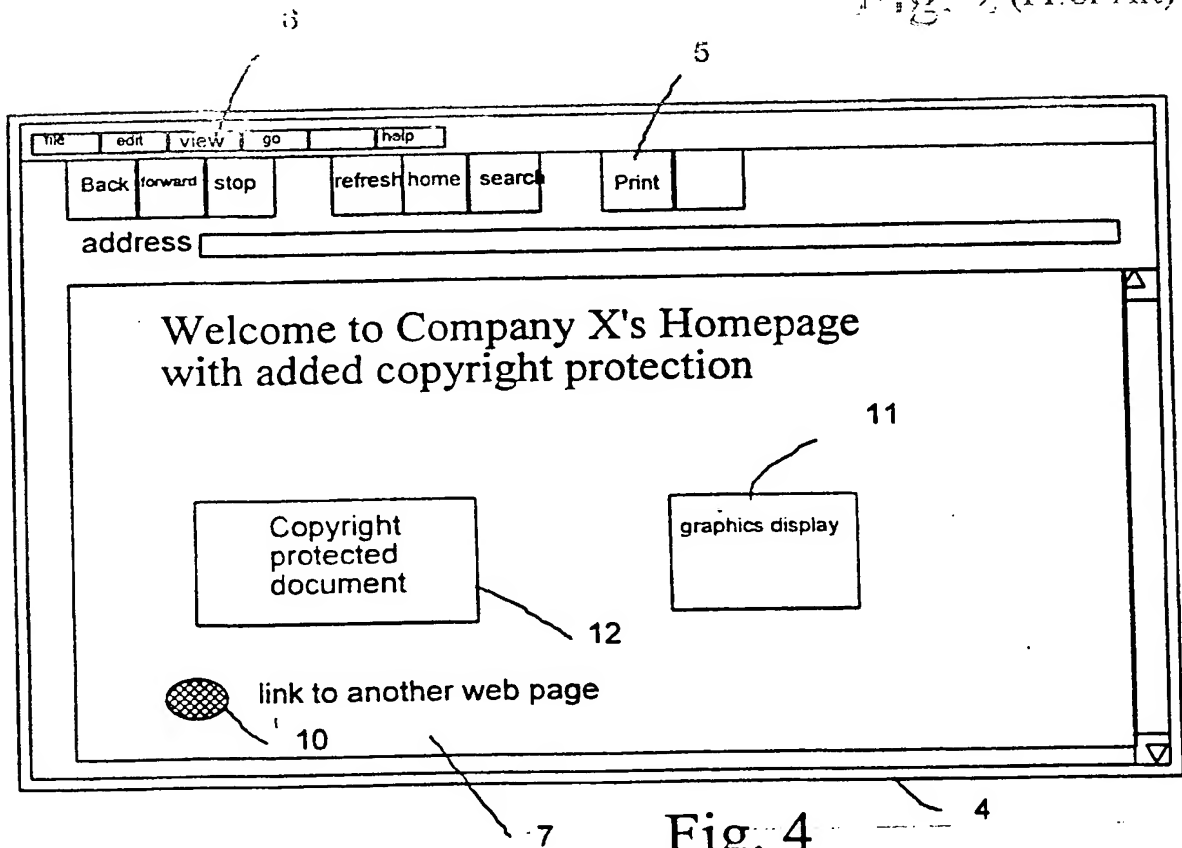 (Prior Art)
5
edit view go help
Back forward stop refresh home search Print
address
Welcome to Company X's Homepage
with added copyright protection
11
Copyright
protected
document
graphics display
12
link to another web page
10
4
7
Fig. 4